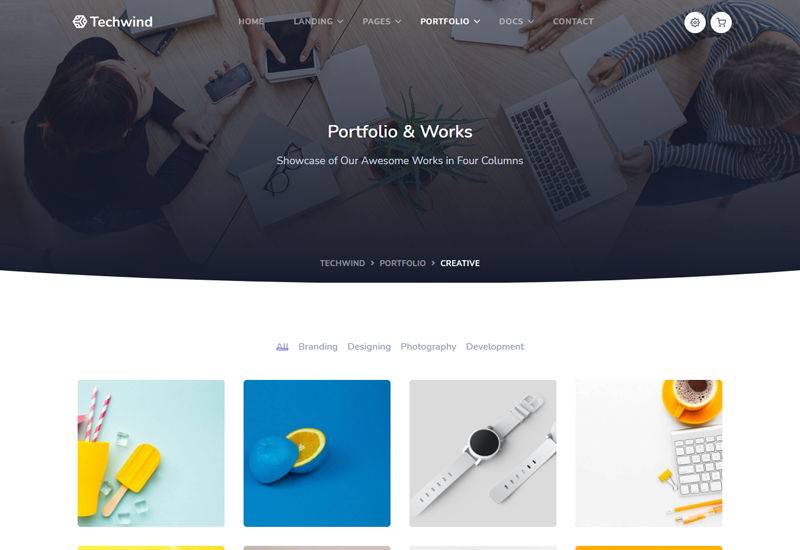 Techwind
HOME LANDING PAGES PORTFOLIO DOCS CONTACT
Portfolio & Works
Showcase of Our Awesome Works in Four Columns
TECHWIND > PORTFOLIO > CREATIVE
All Branding Designing Photography Development